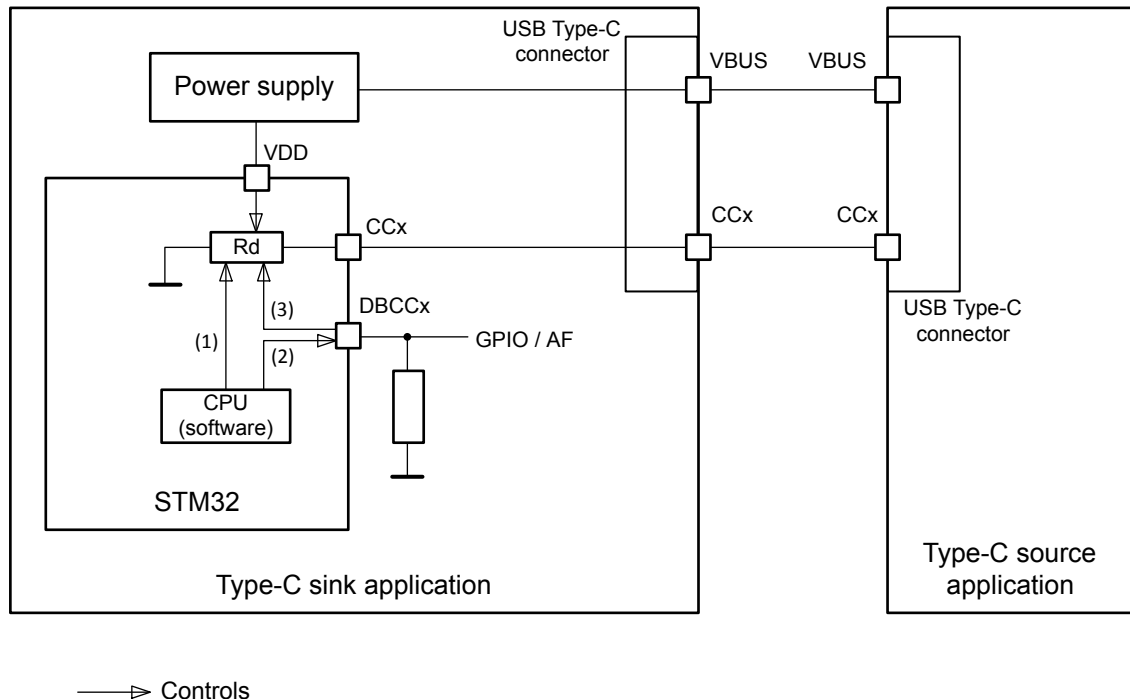 USB Type-C
connector
VBUS
VBUS
Power supply
VDD
CCx
CCx
CCx
Rd
DBCCx
(3)
GPIO / AF
USB Type-C
connector
(1)
(2)
CPU
(software)
STM32
Type-C sink application
Type-C source
application
Controls